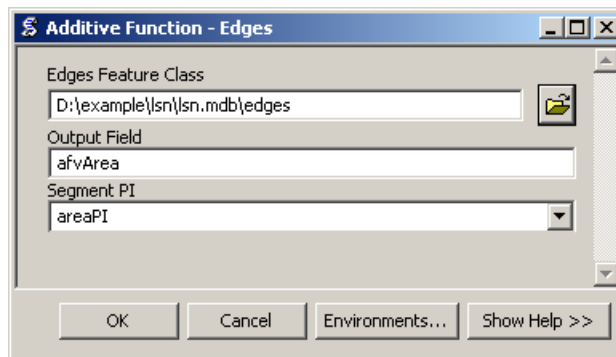 Additive Function - Edges
Edges Feature Class
D:\example\lsn\lsn.mdb\edges
Output Field
afvArea
Segment PI
areaPI
OK Cancel Environments... Show Help >>